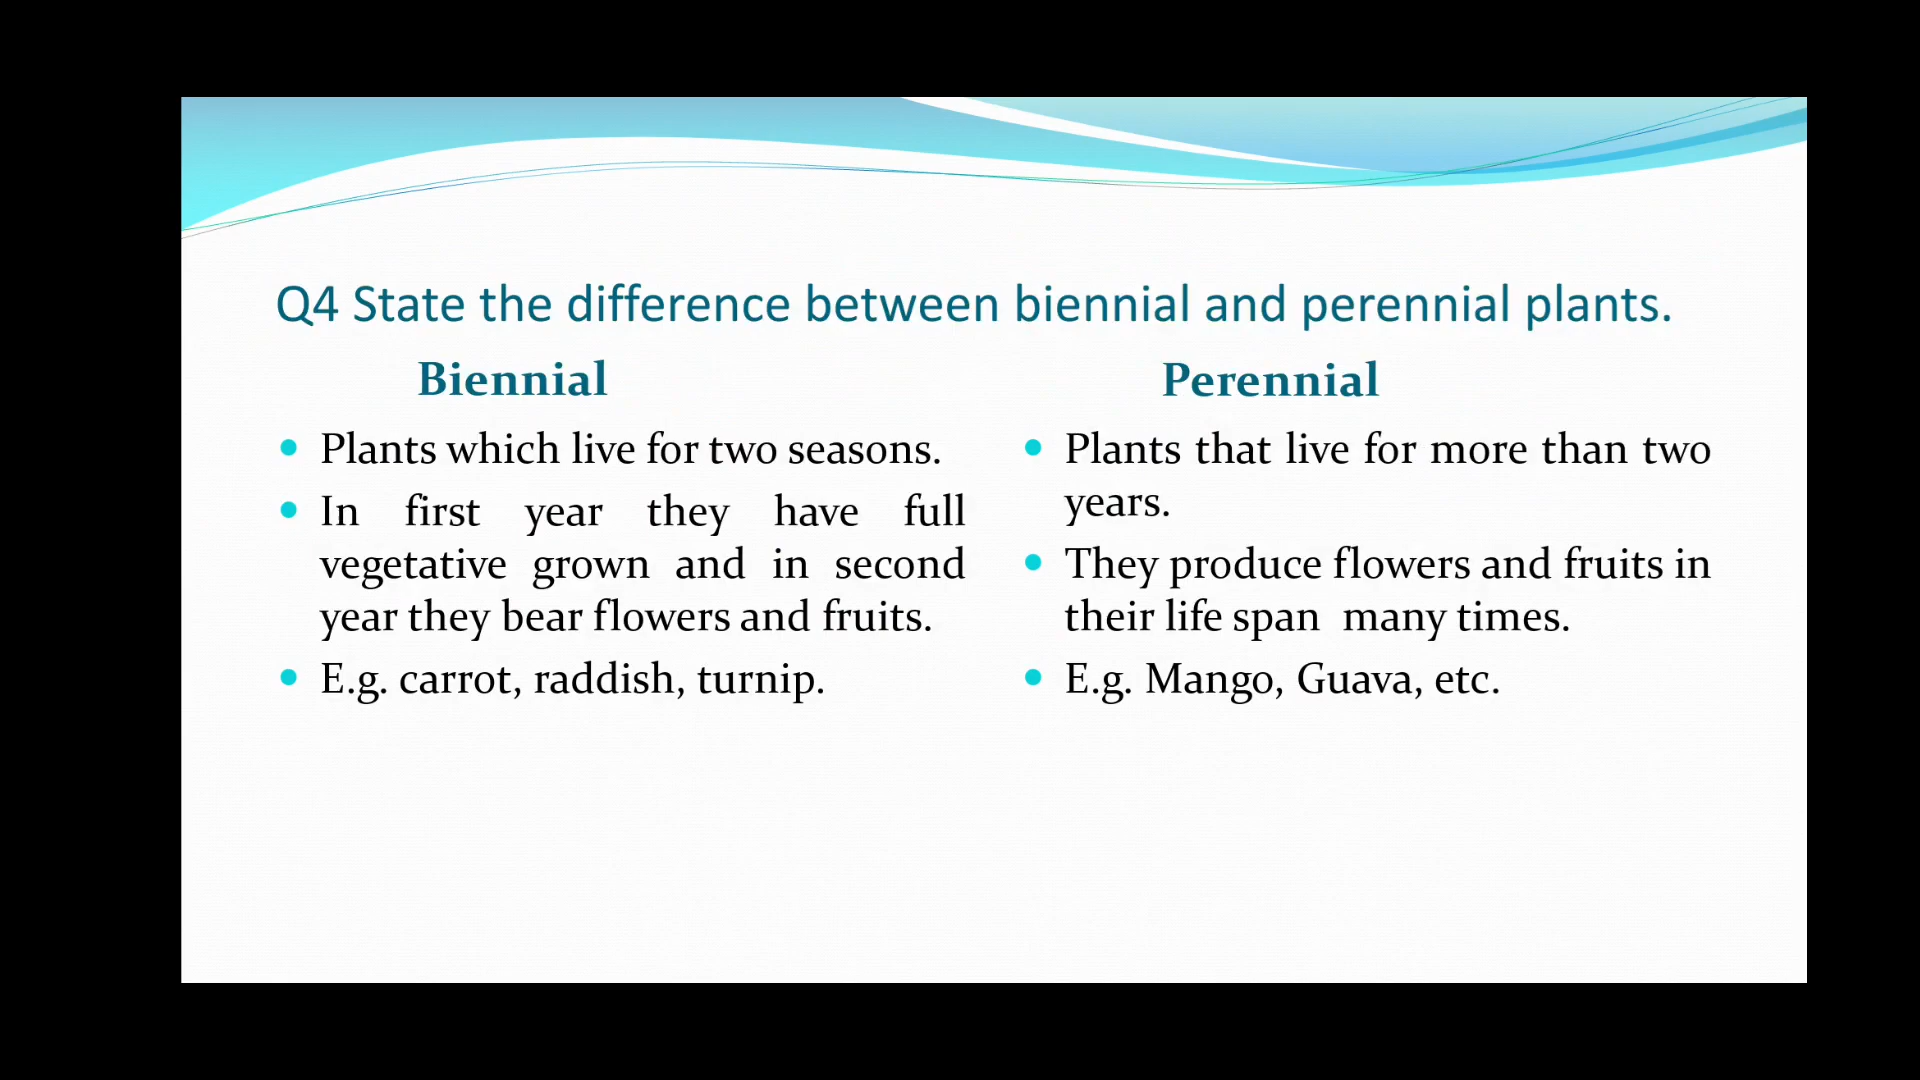 Q4 State the difference between biennial and perennial plants.
Biennial
• Plants which live for two seasons.
• In first year they have full
vegetative grown and in second
year they bear flowers and fruits.
• E.g. carrot, raddish, turnip.
Perennial
• Plants that live for more than two
years.
• They produce flowers and fruits in
their life span  many times.
• E.g. Mango, Guava, etc.